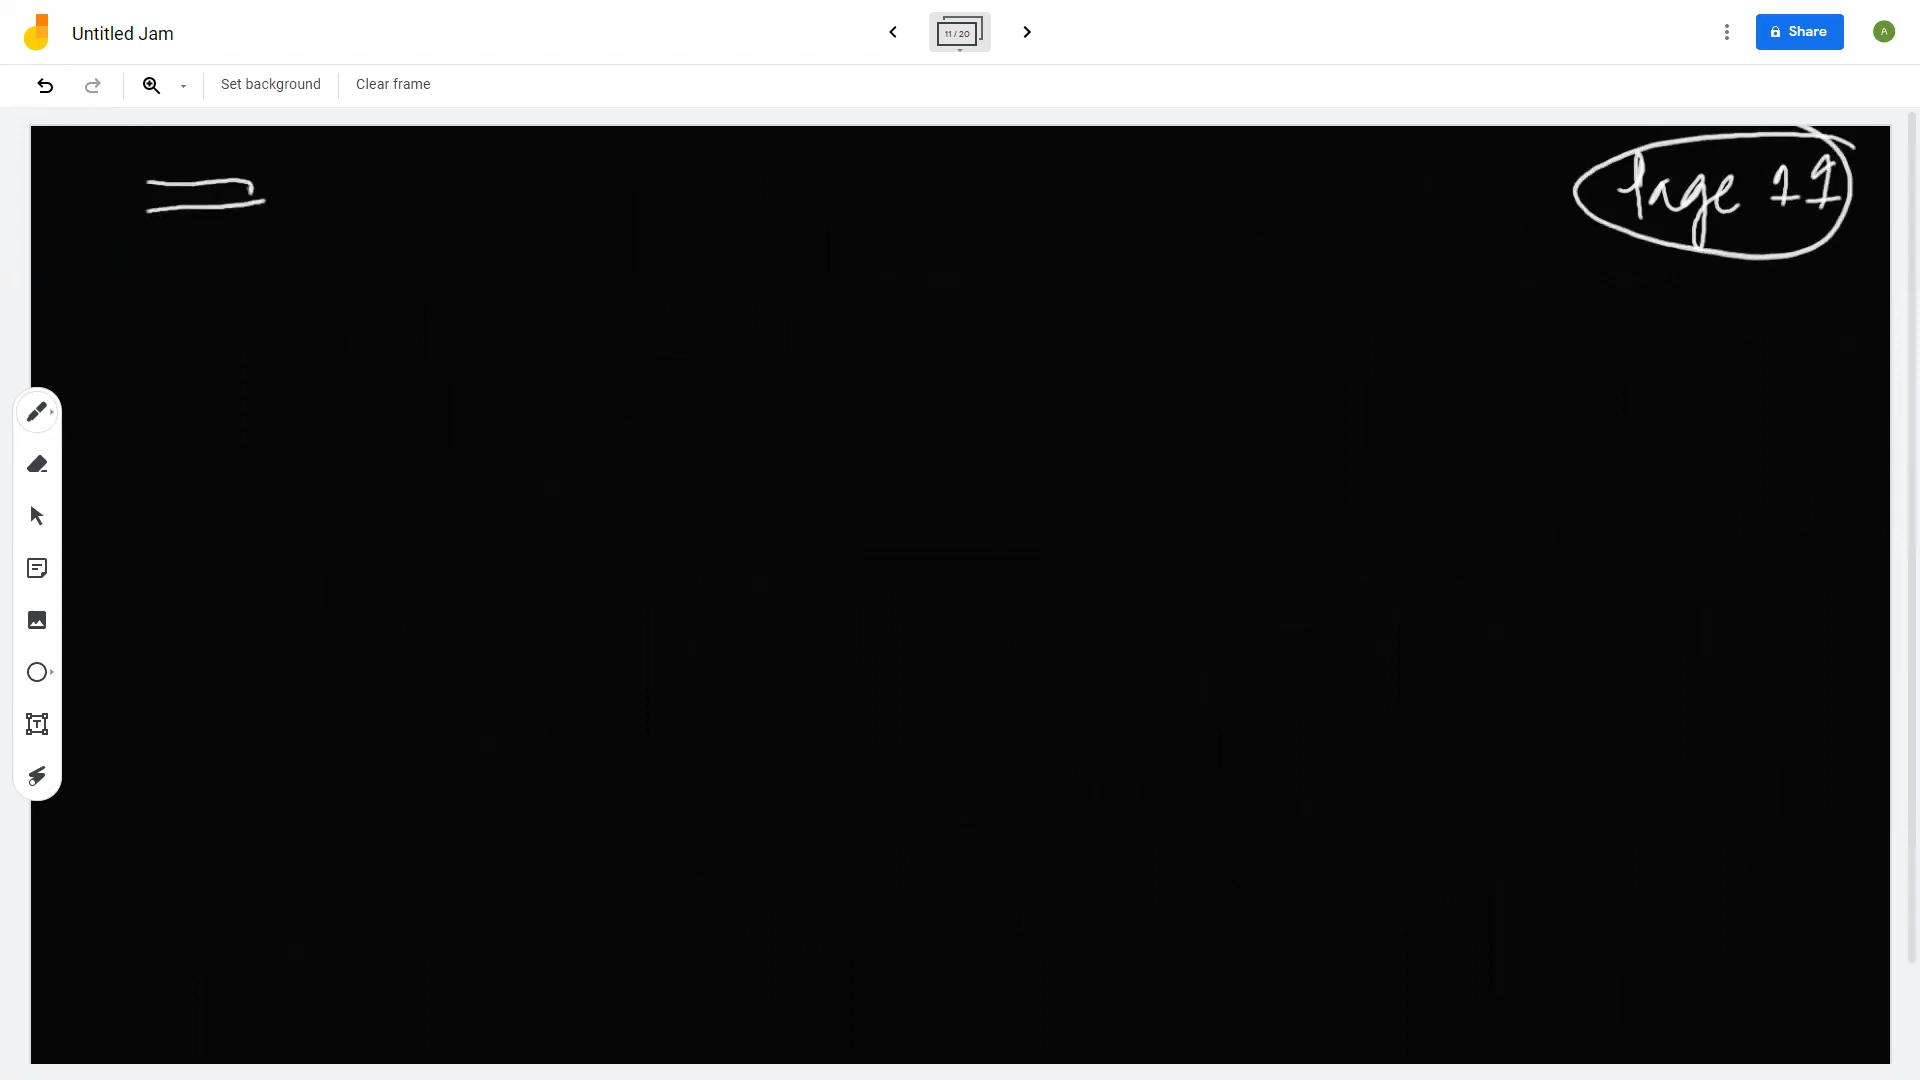 Untitled Jam
11 / 20
Share
A
Set background
Clear frame
=
Page 11